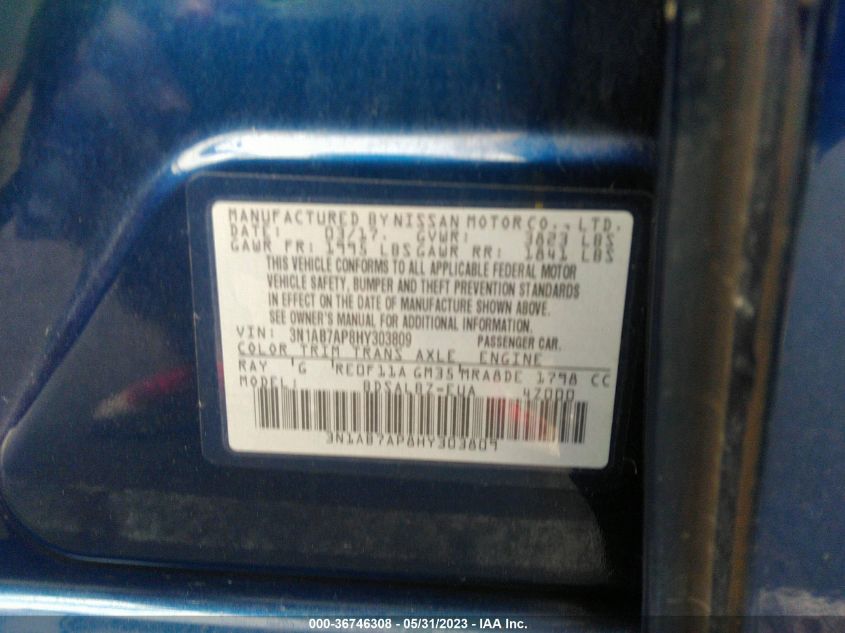 MANUFACTURED BY NISSAN MOTOR CO., LTD.
DATE: 03/17. GVWR: 3823 LBS
GAWR FR: 1995 LBS GAWR RR: 1841 LBS
THIS VEHICLE CONFORMS TO ALL APPLICABLE FEDERAL MOTOR
VEHICLE SAFETY, BUMPER AND THEFT PREVENTION STANDARDS
IN EFFECT ON THE DATE OF MANUFACTURE SHOWN ABOVE.
SEE OWNER'S MANUAL FOR ADDITIONAL INFORMATION.
VIN: 3N1AB7AP8HY303809 PASSENGER CAR.
COLOR TRIM TRANS AXLE ENGINE
RAY 'G RE0F11A GM35 MRA8DE 1798 CC
MODEL: BDSALBZ-EUA 42000
3N1AB7AP8HY303809
000-36746308 - 05/31/2023 - IAA Inc.